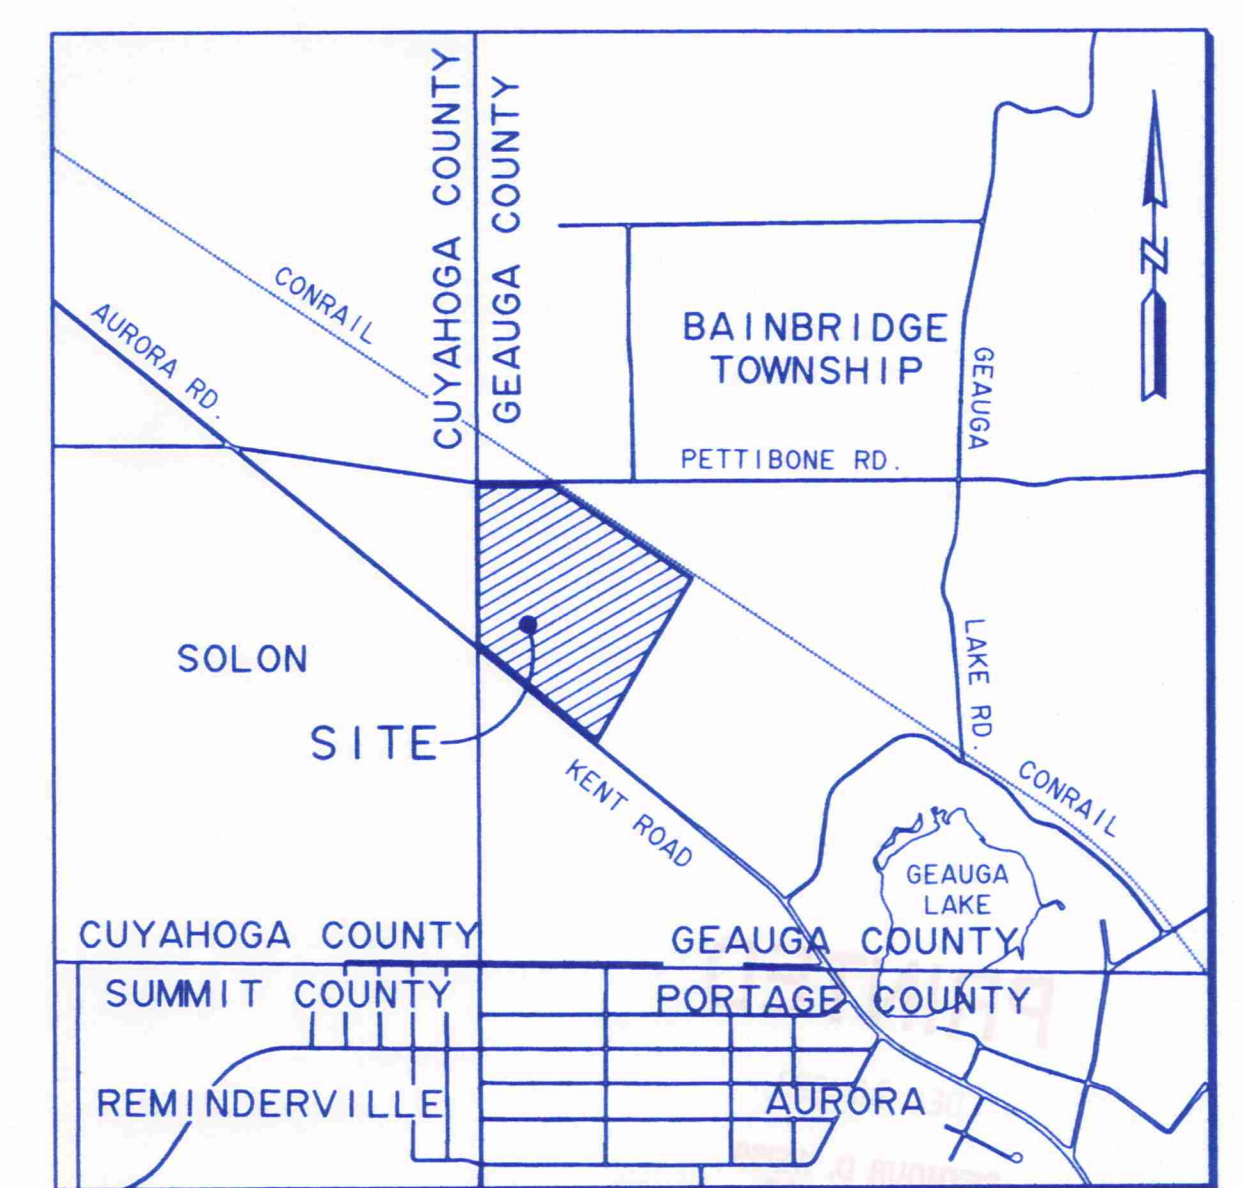 CUYAHOGA COUNTY
GEAUGA COUNTY
CONRAIL
AURORA RD.
N
BAINBRIDGE
TOWNSHIP
GEAUGA
PETTIBONE RD.
SOLON
SITE
LAKE RD.
KENT ROAD
CONRAIL
GEAUGA
LAKE
CUYAHOGA COUNTY
GEAUGA COUNTY
SUMMIT COUNTY
PORTAGE COUNTY
REMINDERVILLE
AURORA